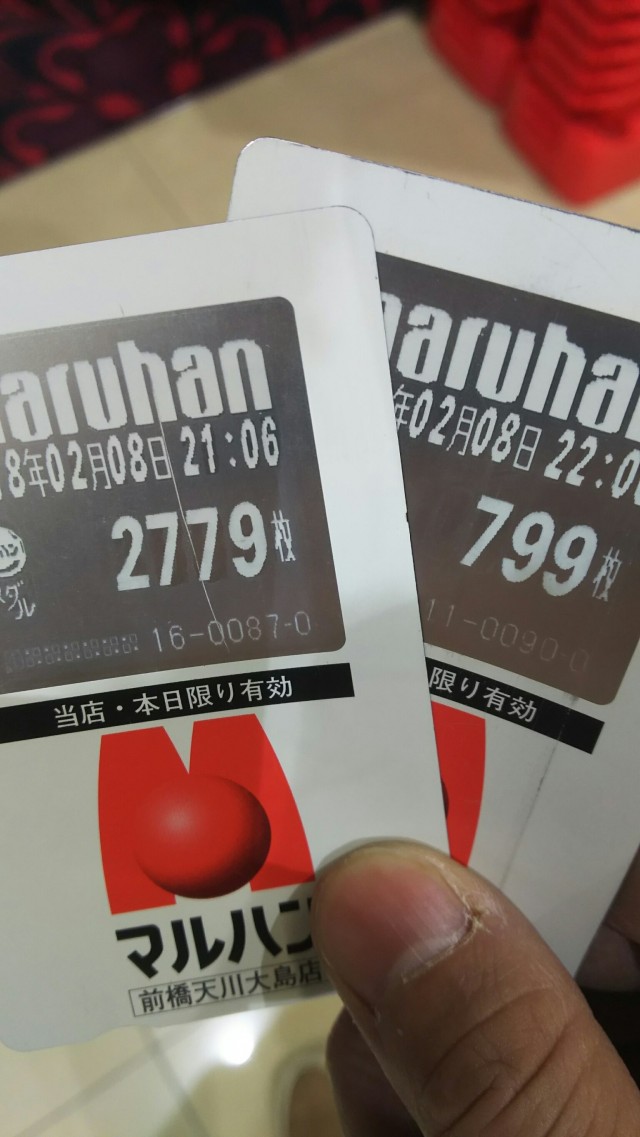 aruhan
8年02月08日 21:06
2779枚
メダル
16-0087-0
当店・本日限り有効
マルハン
前橋天川大島店
aruha
年02月08日 22:0
799枚
11-0090-0
限り有効